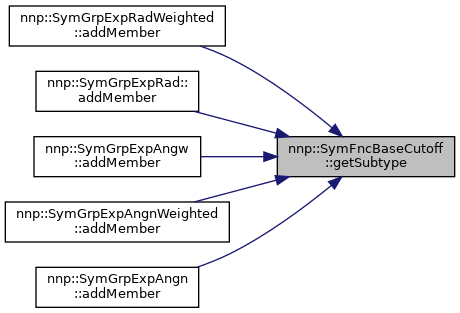 nnp::SymGrpExpRadWeighted
::addMember
nnp::SymGrpExpRad::
addMember
nnp::SymGrpExpAngw
::addMember
nnp::SymGrpExpAngnWeighted
::addMember
nnp::SymGrpExpAngn
::addMember
nnp::SymFncBaseCutoff
::getSubtype